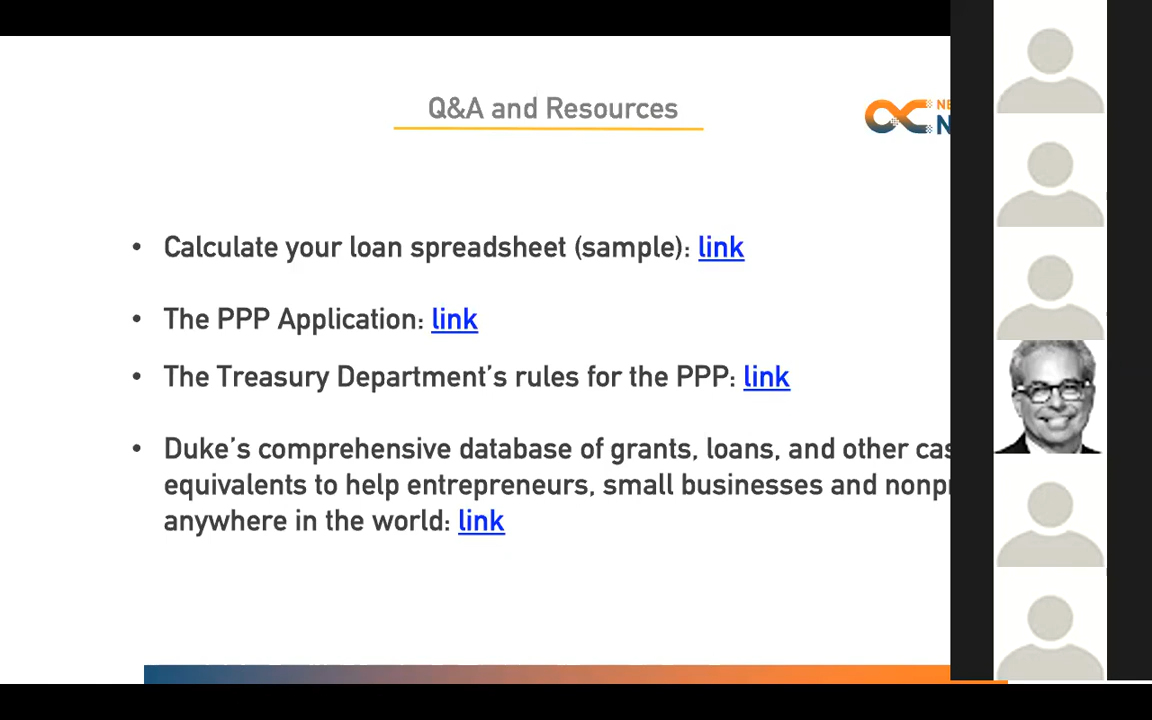 Q&A and Resources
• Calculate your loan spreadsheet (sample): link
• The PPP Application: link
• The Treasury Department’s rules for the PPP: link
• Duke’s comprehensive database of grants, loans, and other
equivalents to help entrepreneurs, small businesses and
anywhere in the world: link